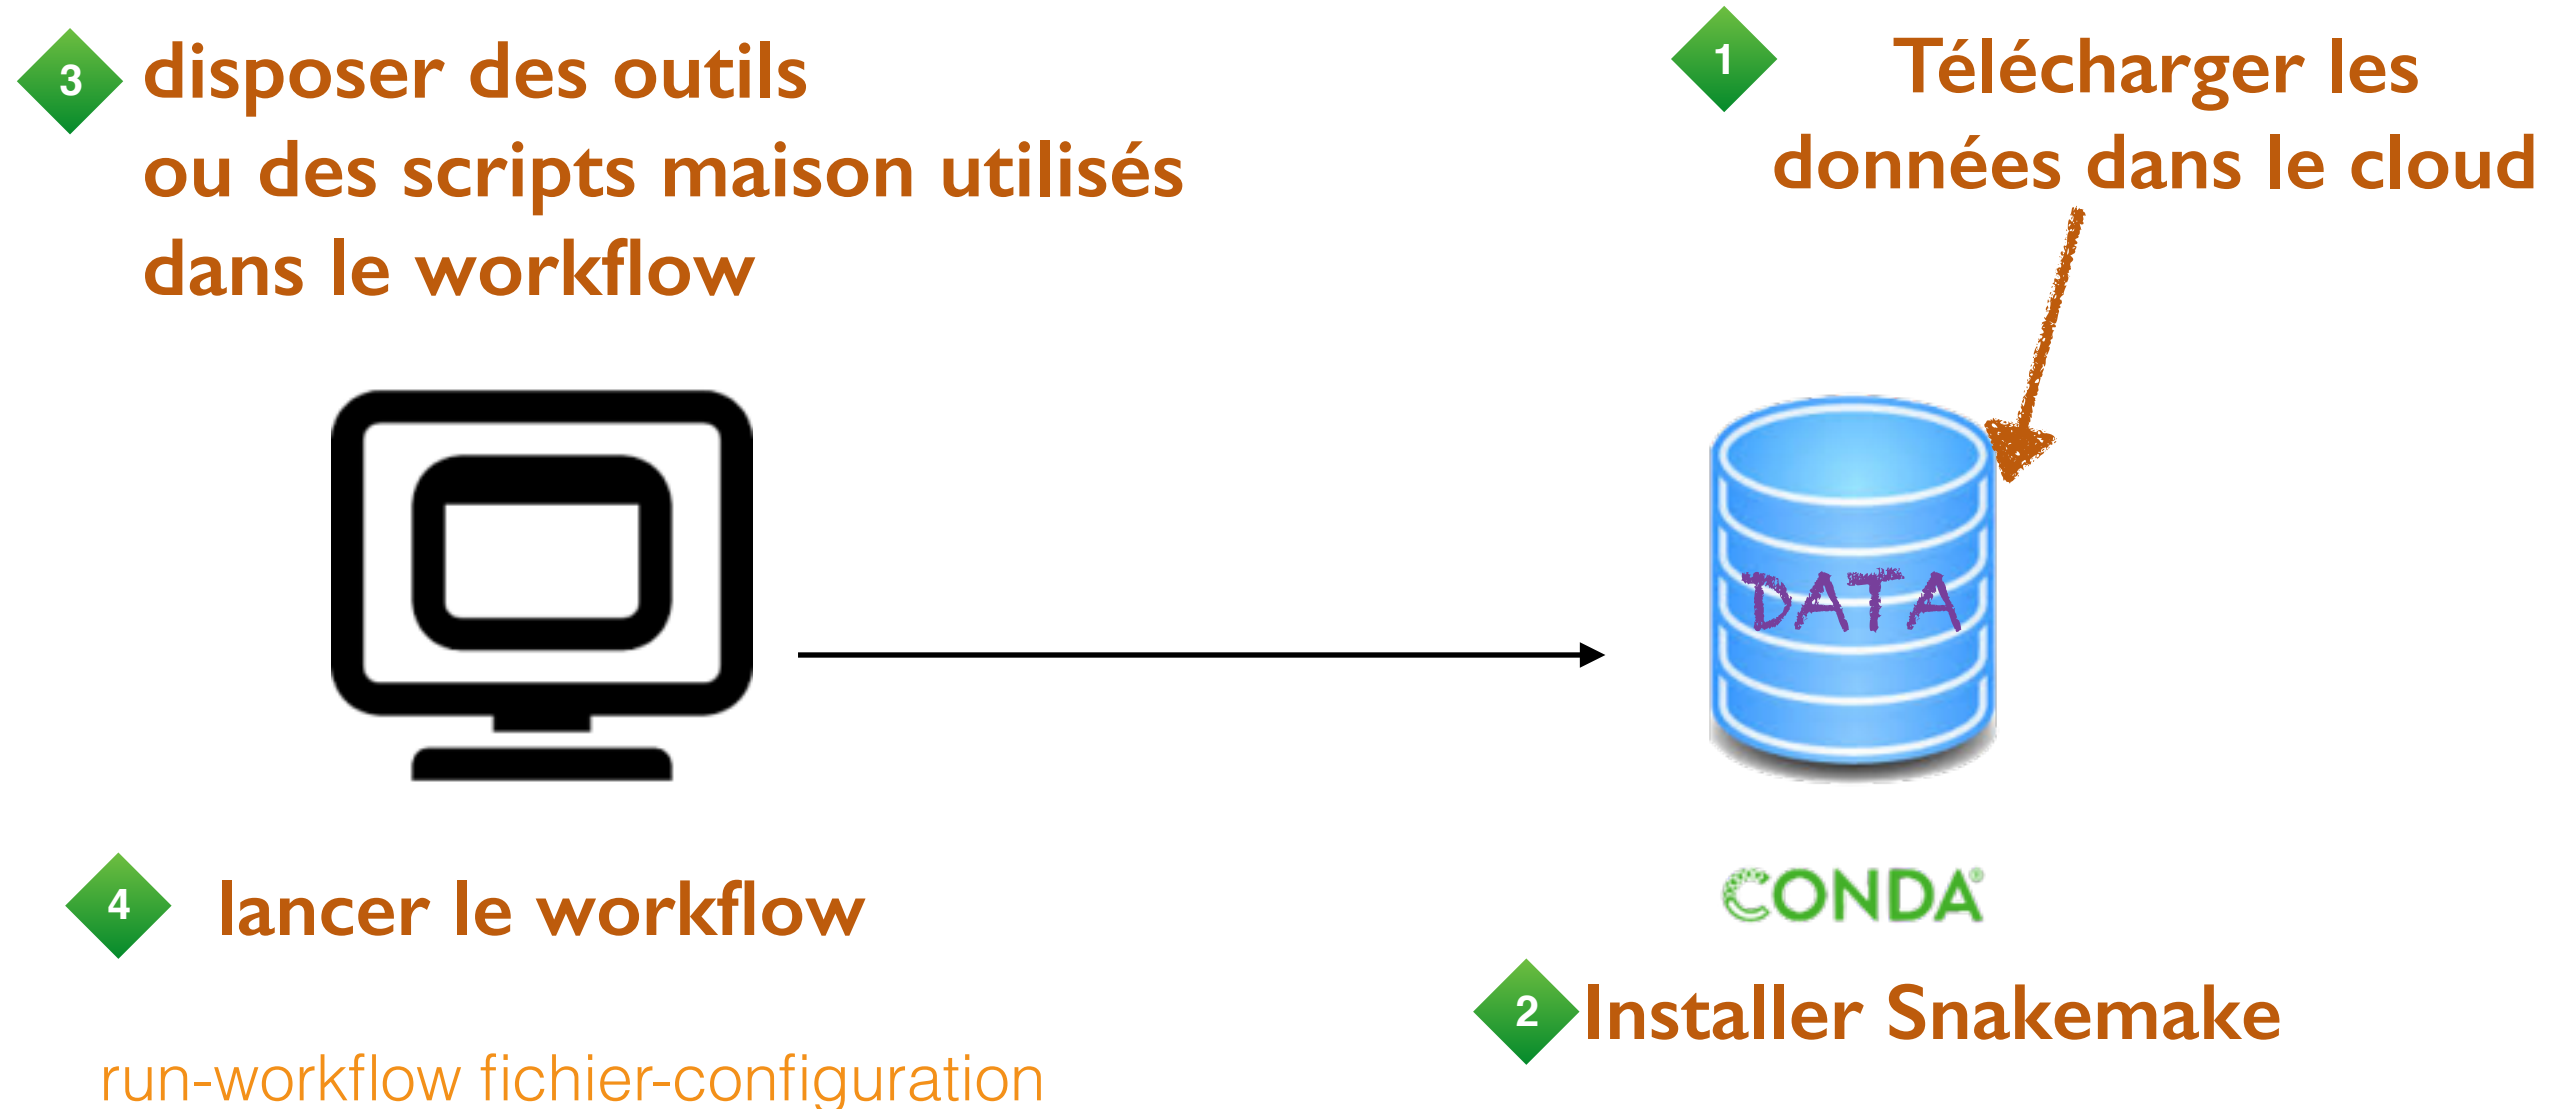 3
disposer des outils
ou des scripts maison utilisés
dans le workflow
1
Télécharger les
données dans le cloud
DATA
CONDA®
4
lancer le workflow
2
Installer Snakemake
run-workflow fichier-configuration